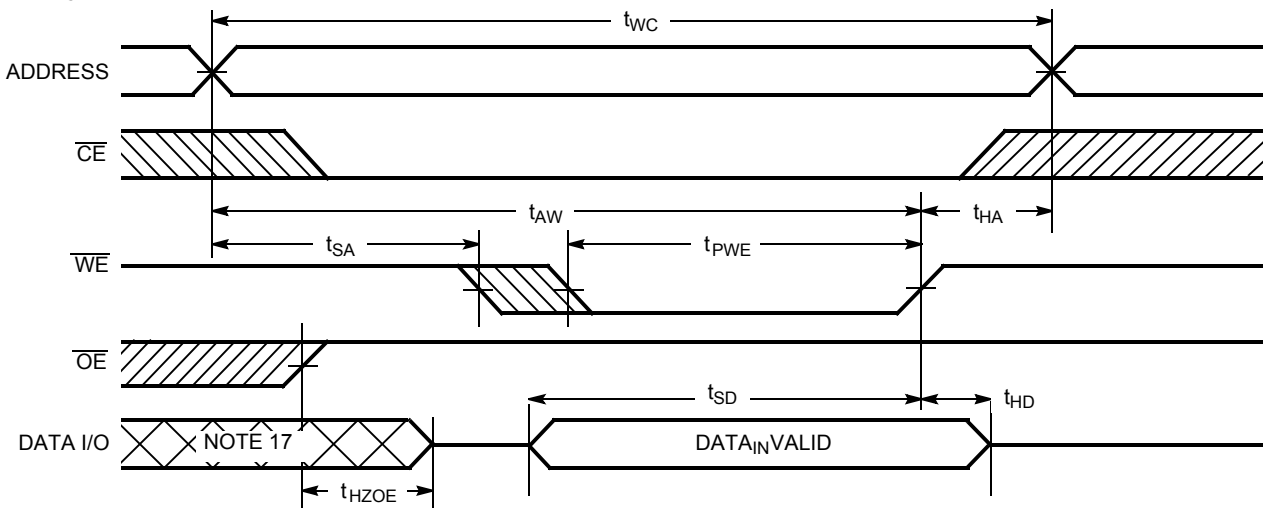 tWC
ADDRESS
CE
tAW
tHA
tSA
tPWE
WE
OE
tSD
tHD
DATA I/O
NOTE 17
DATAINVALID
tHZOE